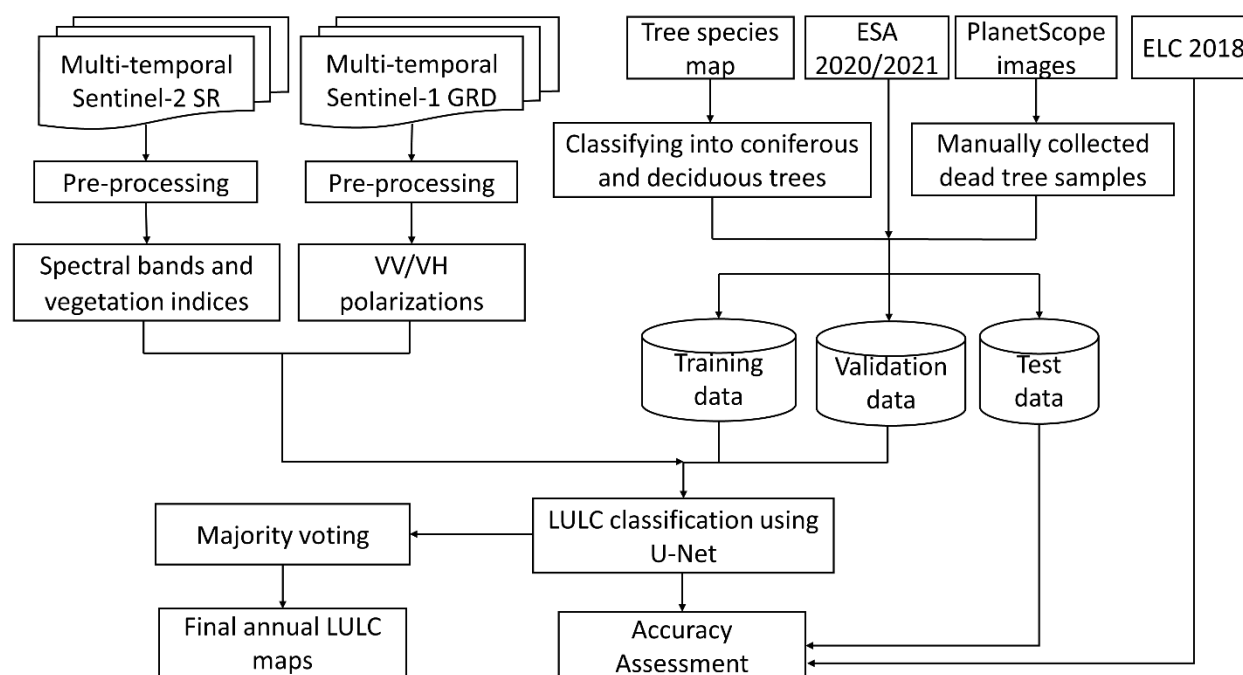 Multi-temporal
Sentinel-2 SR
Multi-temporal
Sentinel-1 GRD
Tree species
map
ESA
2020/2021
PlanetScope
images
ELC 2018
Pre-processing
Pre-processing
Classifying into coniferous
and deciduous trees
Manually collected
dead tree samples
Spectral bands and
vegetation indices
VV/VH
polarizations
Training
data
Validation
data
Test
data
Majority voting
LULC classification using
U-Net
Final annual LULC
maps
Accuracy
Assessment